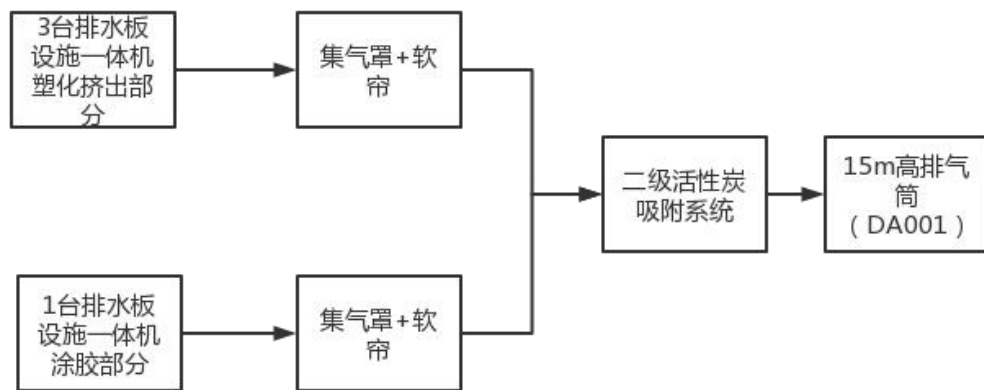 3台排水板
设施一体机
塑化挤出部
分
集气罩+软
帘
二级活性炭
吸附系统
15m高排气
筒
（DA001）
1台排水板
设施一体机
涂胶部分
集气罩+软
帘